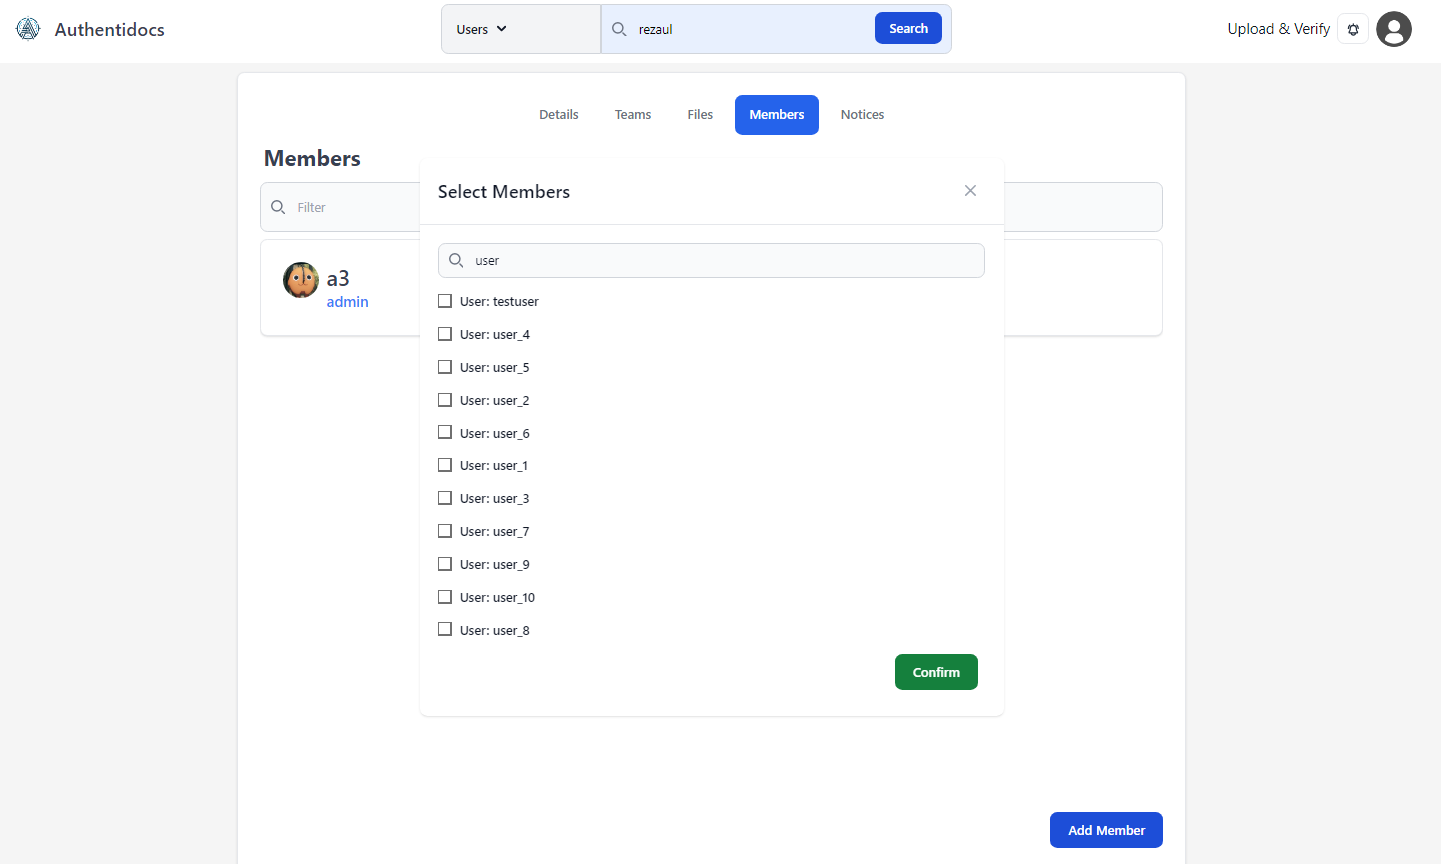 Authentidocs
Users
rezaul
Search
Upload & Verify
Details
Teams
Files
Members
Notices
Members
Filter
a3
admin
Select Members
user
User: testuser
User: user_4
User: user_5
User: user_2
User: user_6
User: user_1
User: user_3
User: user_7
User: user_9
User: user_10
User: user_8
Confirm
Add Member